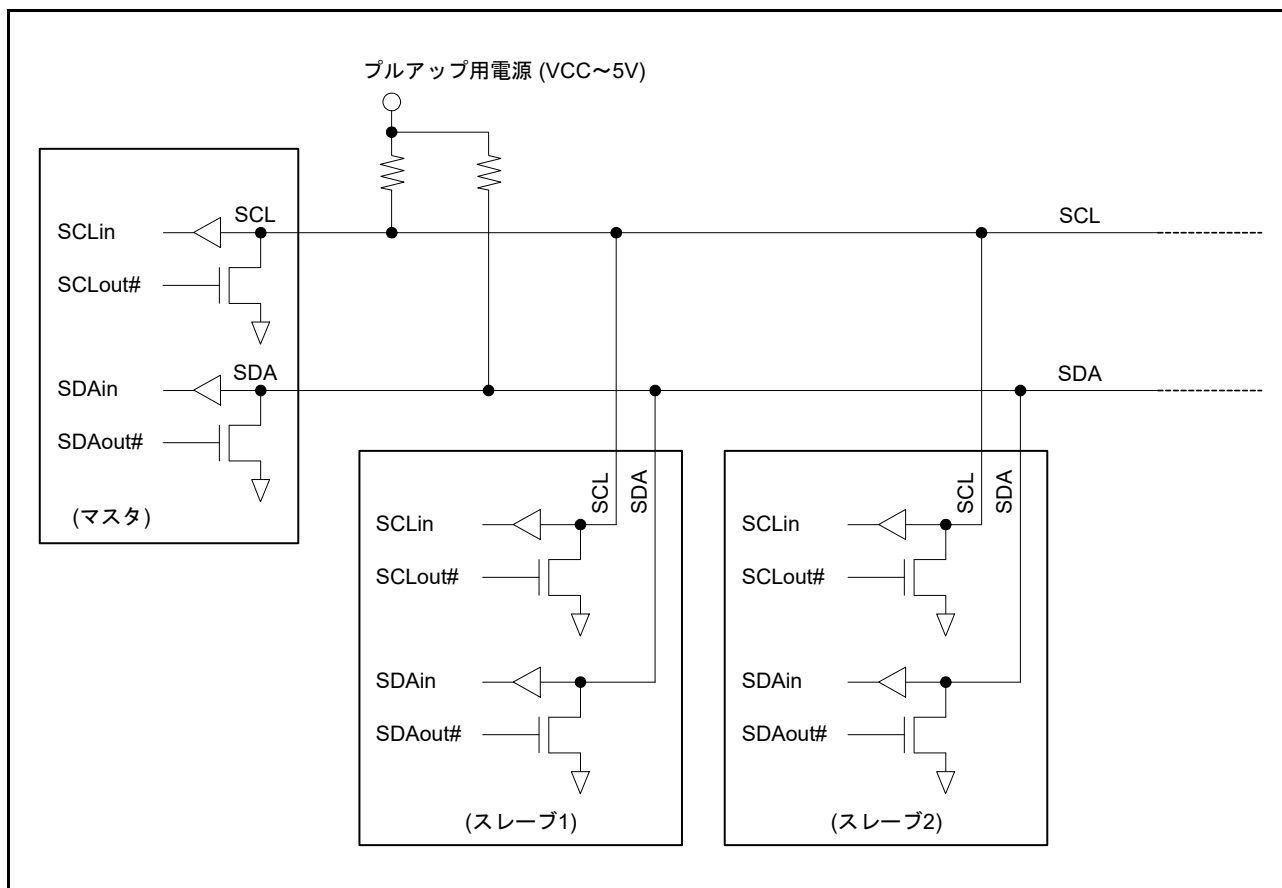 プルアップ用電源 (VCC～5V)
SCLin
SCL
SCL
SCLout#
SDAin
SDA
SDA
SDAout#
(マスタ)
SCL
SDA
SCLin
SCLout#
SDAin
SDAout#
(スレーブ1)
SCL
SDA
SCLin
SCLout#
SDAin
SDAout#
(スレーブ2)